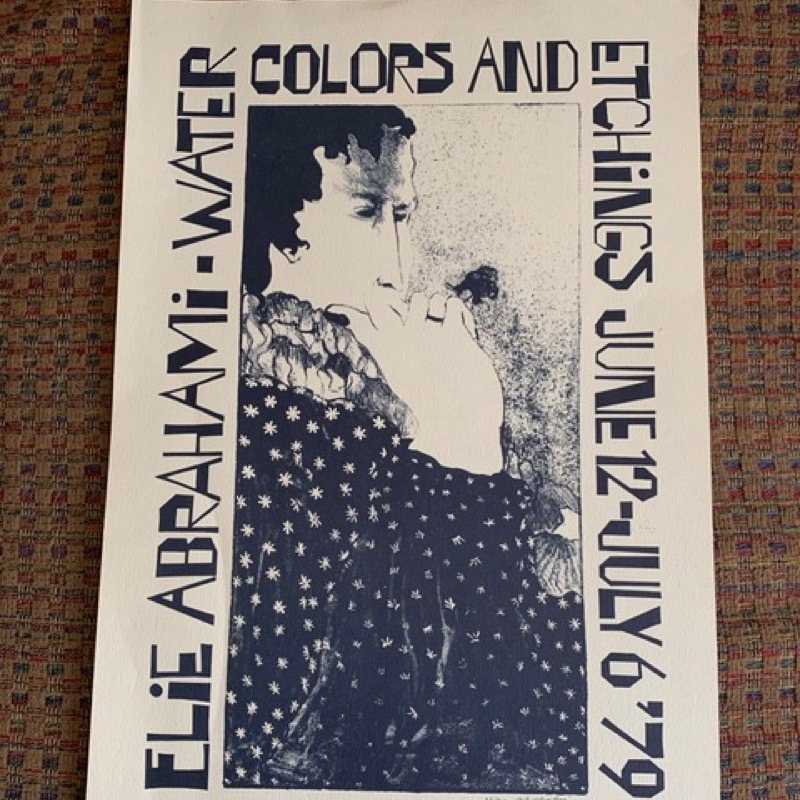 ELiE ABRAHAMi-WATER
COLORS AND
ETCHiNGS JUNE 12-JULY 6 '79